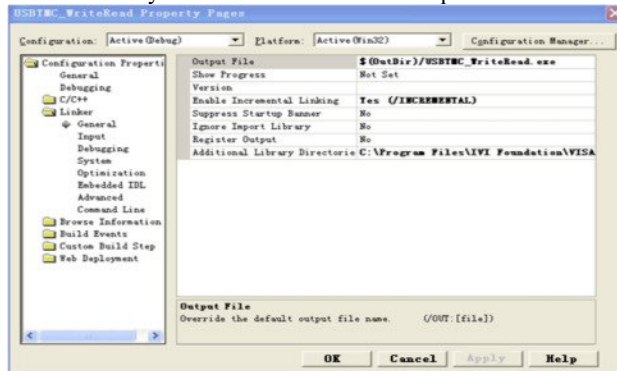 USBTMC_WriteRead Property Pages
Configuration: Active(Debug) Platform: Active(Win32) Configuration Manager...
Configuration Properti
General
Debugging
C/C++
Linker
General
Input
Debugging
System
Optimization
Embedded IDL
Advanced
Command Line
Browse Information
Build Events
Custom Build Step
Web Deployment
Output File $(OutDir)/USBTMC_WriteRead.exe
Show Progress Not Set
Version
Enable Incremental Linking Yes (/INCREMENTAL)
Suppress Startup Banner No
Ignore Import Library No
Register Output No
Additional Library Directorie C:\Program Files\IVI Foundation\VISA
Output File
Override the default output file name. (/OUT:[file])
OK Cancel Apply Help